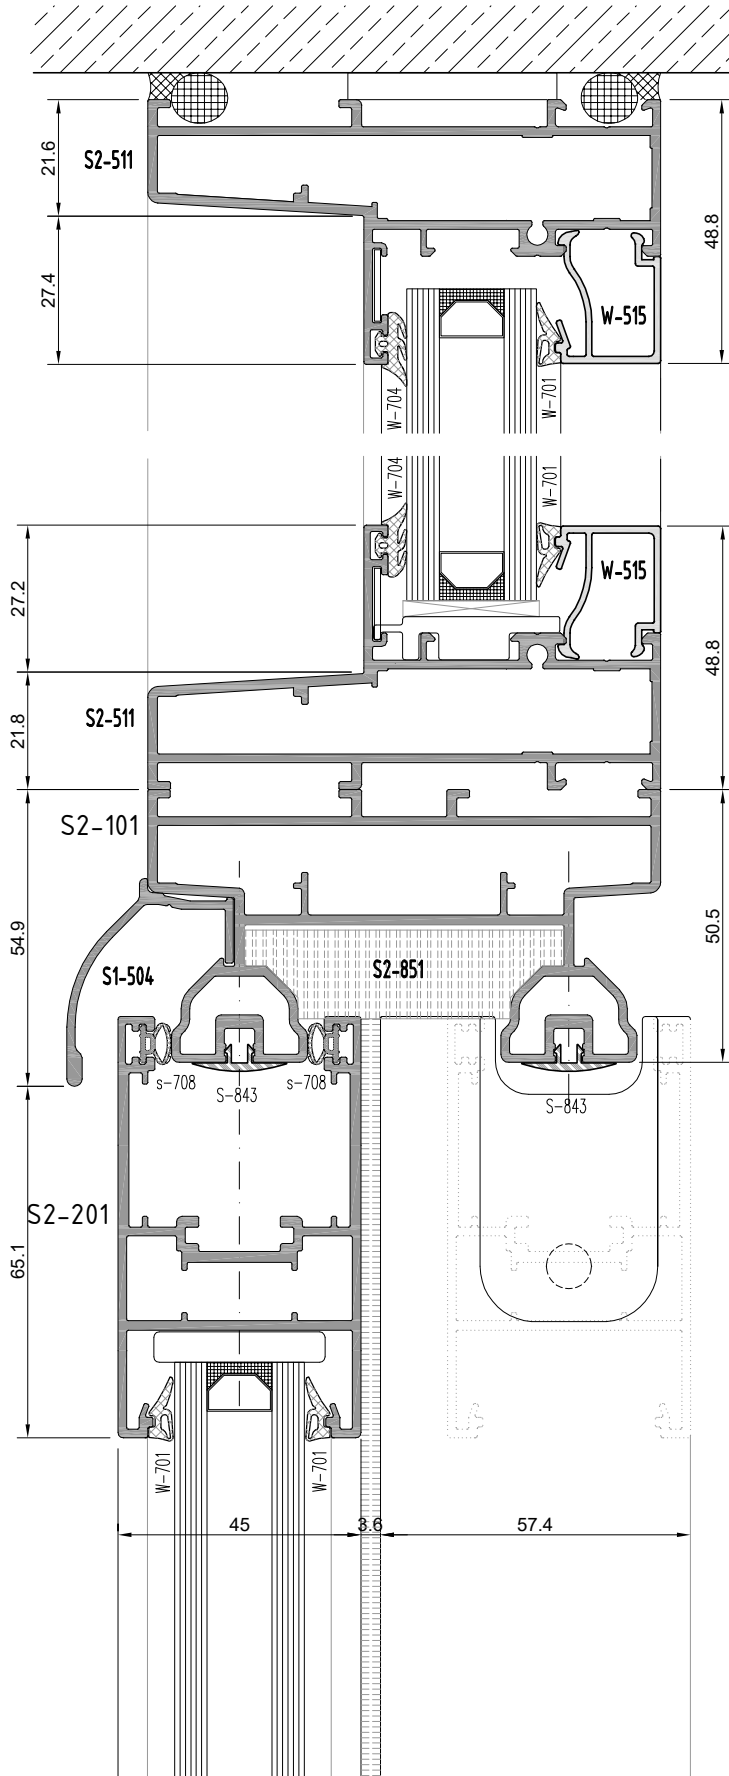 21.6
S2-511
48.8
27.4
W-515
W-704
W-701
W-704
W-701
27.2
W-515
48.8
21.8
S2-511
S2-101
54.9
50.5
S1-504
S2-851
s-708
S-843
s-708
S-843
S2-201
65.1
W-701
W-701
45
3.6
57.4